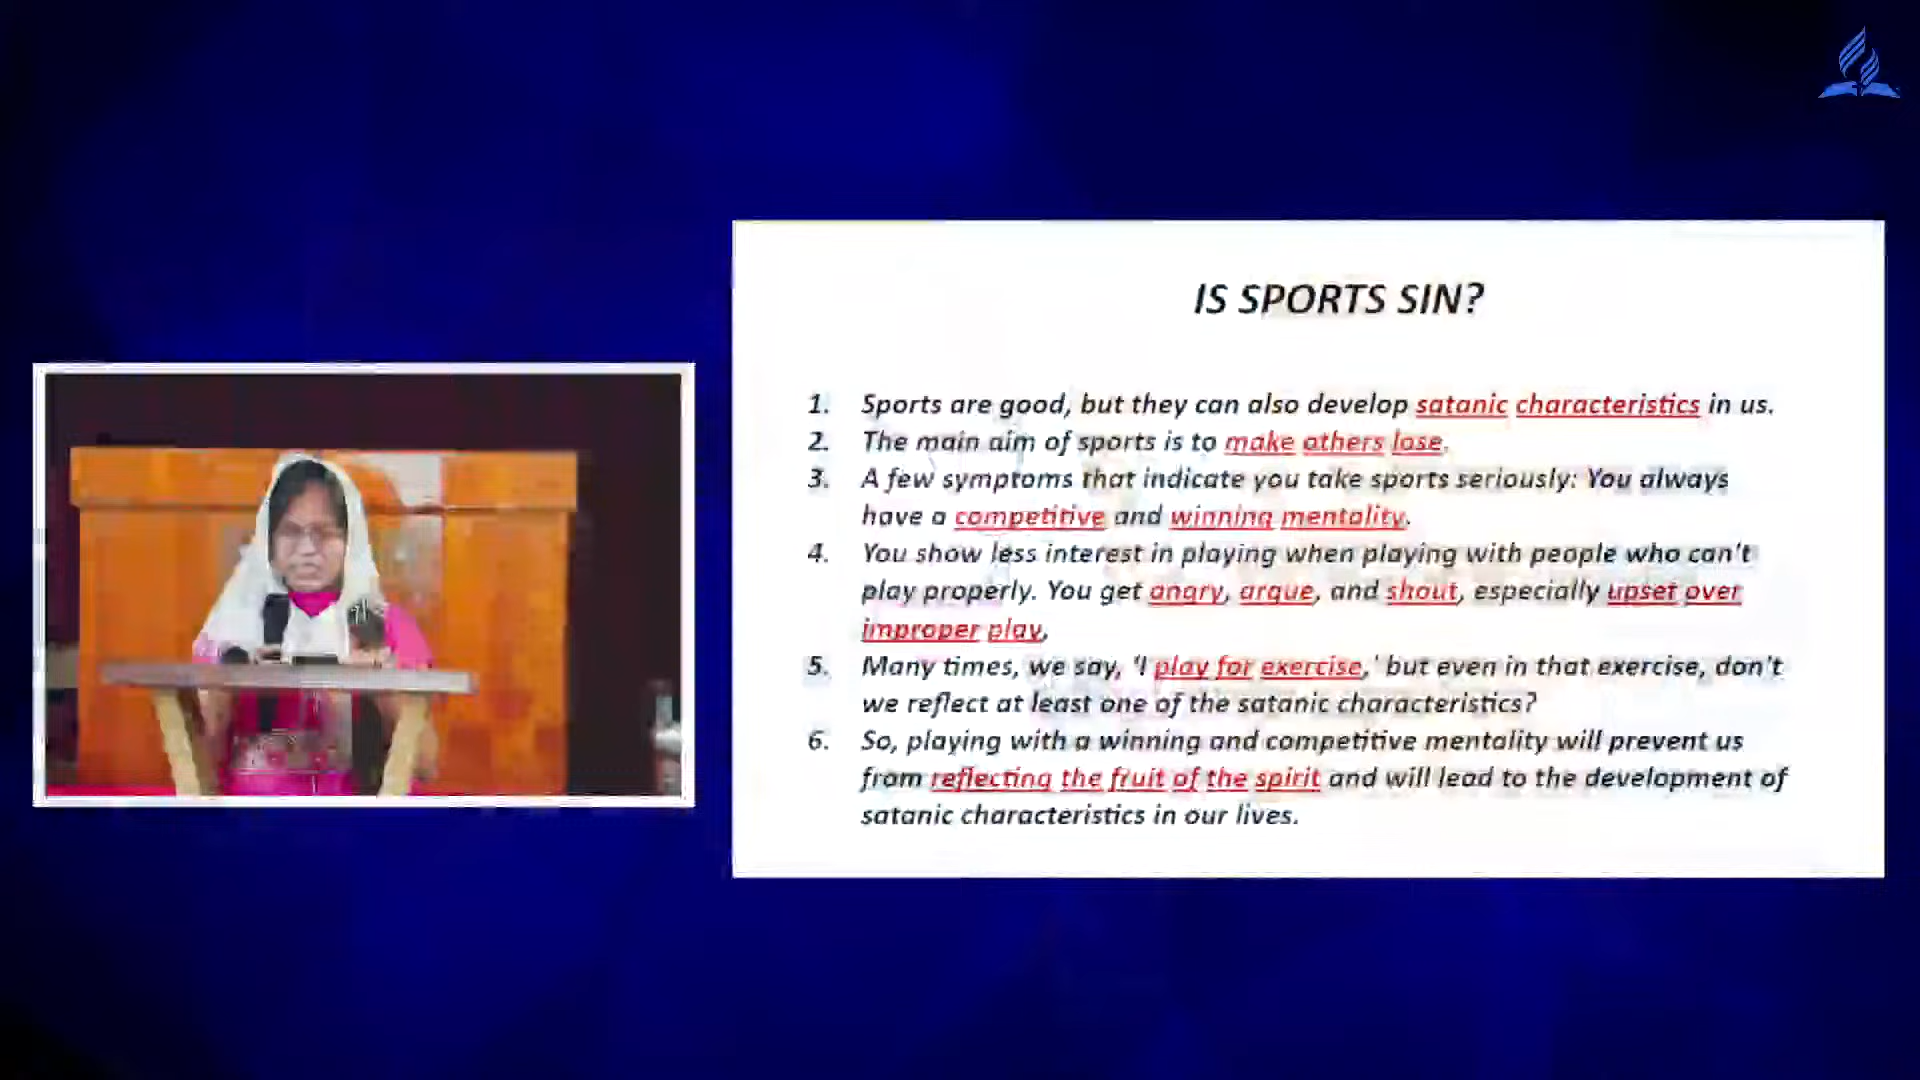 IS SPORTS SIN?
1. Sports are good, but they can also develop satanic characteristics in us.
2. The main aim of sports is to make others lose.
3. A few symptoms that indicate you take sports seriously: You always
have a competitive and winning mentality.
4. You show less interest in playing when playing with people who can't
play properly. You get angry, argue, and shout, especially upset over
improper play.
5. Many times, we say, 'I play for exercise,' but even in that exercise, don't
we reflect at least one of the satanic characteristics?
6. So, playing with a winning and competitive mentality will prevent us
from reflecting the fruit of the spirit and will lead to the development of
satanic characteristics in our lives.